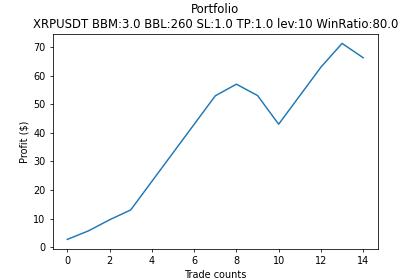 Portfolio
XRPUSDT BBM:3.0 BBL:260 SL:1.0 TP:1.0 lev:10 WinRatio:80.0
70
60
50
40
30
20
10
0
Profit ($)
0 2 4 6 8 10 12 14
Trade counts